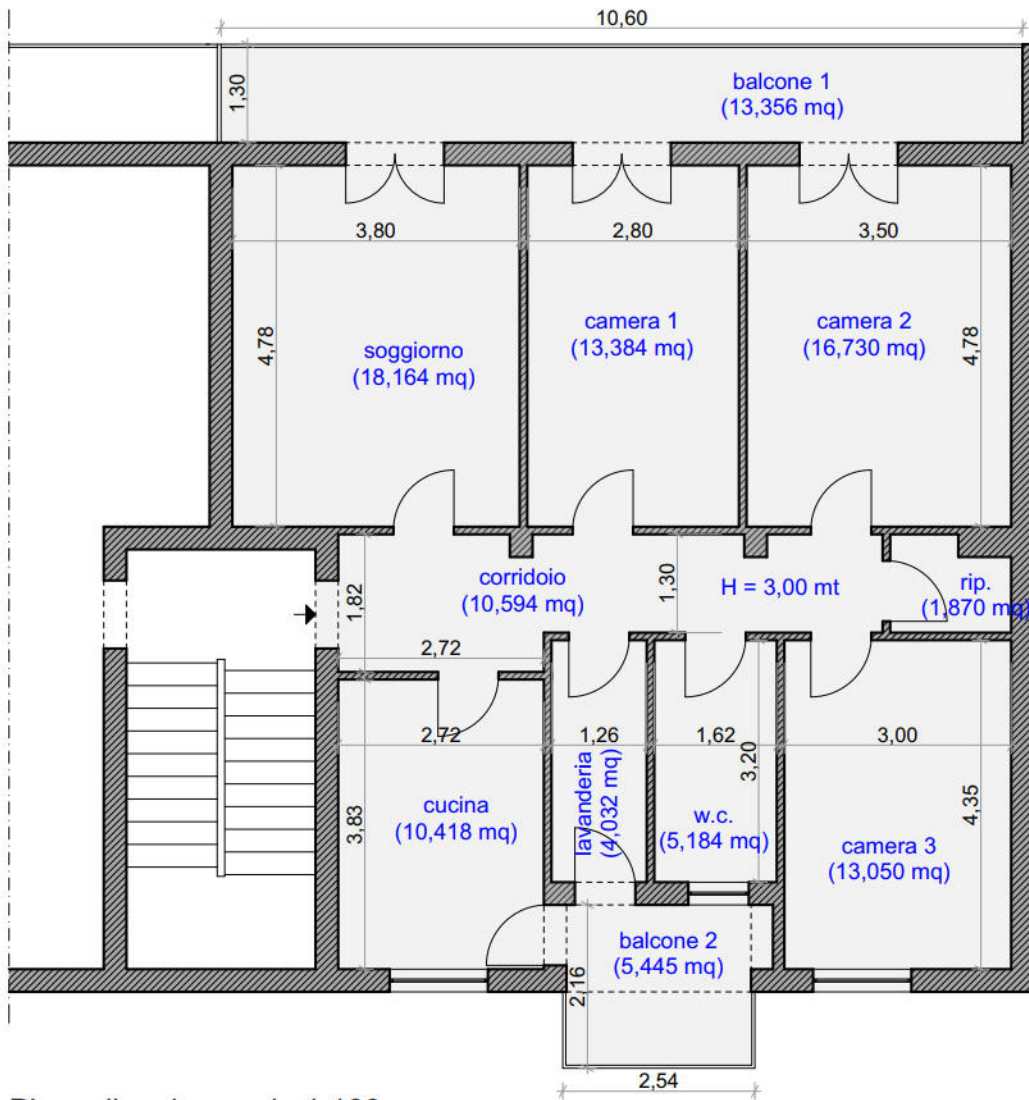 10,60
1,30
balcone 1
(13,356 mq)
3,80
2,80
3,50
4,78
soggiorno
(18,164 mq)
camera 1
(13,384 mq)
camera 2
(16,730 mq)
4,78
1,82
corridoio
(10,594 mq)
1,30
H = 3,00 mt
rip.
(1,870 mq)
2,72
2,72
1,26
1,62
3,00
3,83
cucina
(10,418 mq)
lavanderia
(4,032 mq)
3,20
w.c.
(5,184 mq)
camera 3
(13,050 mq)
4,35
balcone 2
(5,445 mq)
2,16
2,54